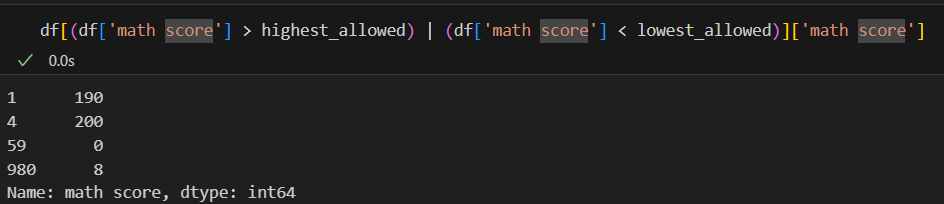 df[(df['math score'] > highest_allowed) | (df['math score'] < lowest_allowed)]['math score']
✓ 0.0s
1 190
4 200
59 0
980 8
Name: math score, dtype: int64